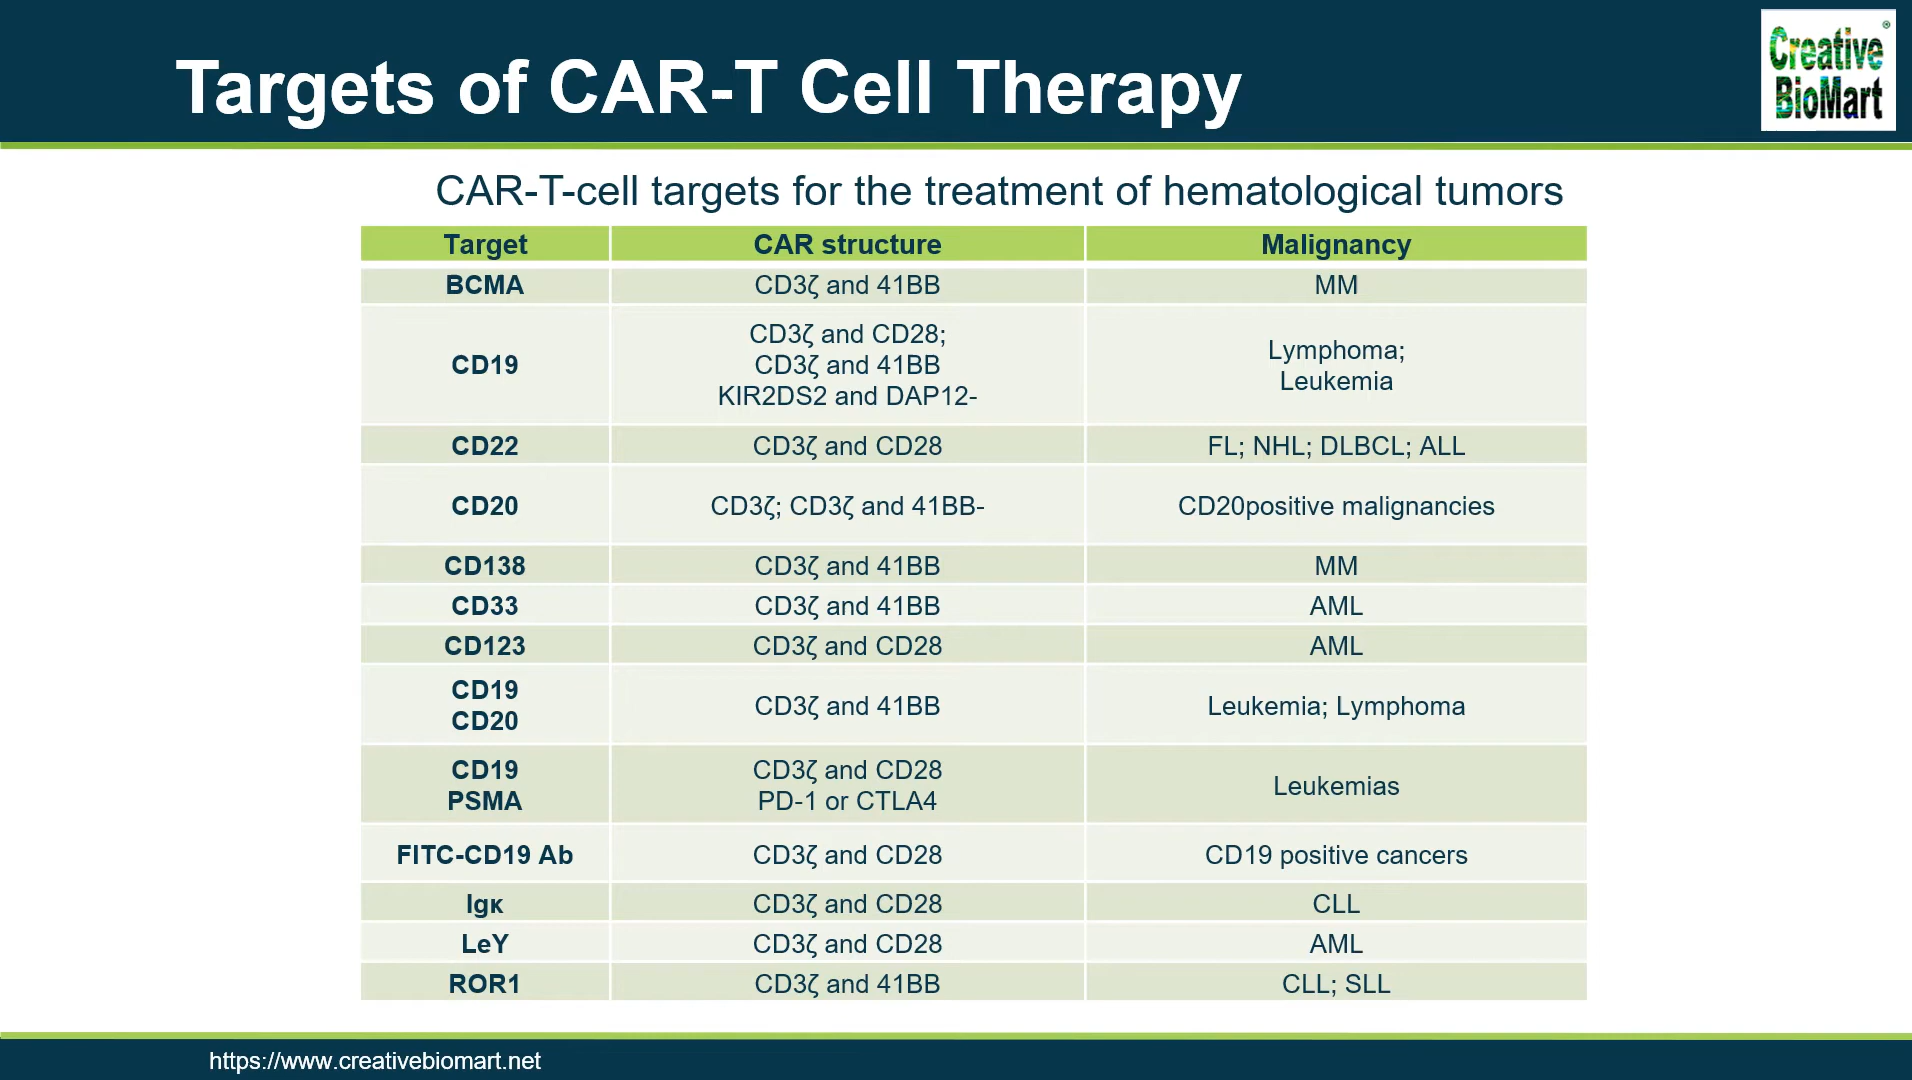 Targets of CAR-T Cell Therapy
Creative®
BioMart
CAR-T-cell targets for the treatment of hematological tumors
Target CAR structure Malignancy
BCMA CD3ζ and 41BB MM
CD19
CD3ζ and CD28;
CD3ζ and 41BB
KIR2DS2 and DAP12-
Lymphoma;
Leukemia
CD22 CD3ζ and CD28 FL; NHL; DLBCL; ALL
CD20 CD3ζ; CD3ζ and 41BB- CD20positive malignancies
CD138 CD3ζ and 41BB MM
CD33 CD3ζ and 41BB AML
CD123 CD3ζ and CD28 AML
CD19
CD20
CD3ζ and 41BB
Leukemia; Lymphoma
CD19
PSMA
CD3ζ and CD28
PD-1 or CTLA4
Leukemias
FITC-CD19 Ab CD3ζ and CD28 CD19 positive cancers
Igκ CD3ζ and CD28 CLL
LeY CD3ζ and CD28 AML
ROR1 CD3ζ and 41BB CLL; SLL
https://www.creativebiomart.net